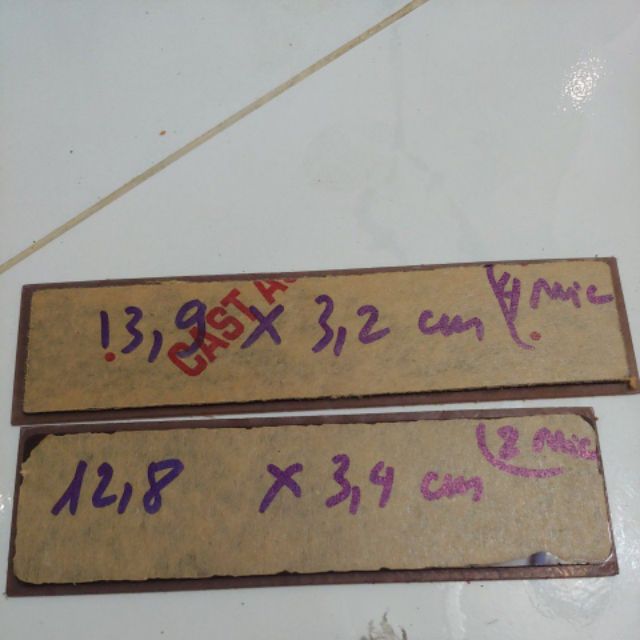 13,9 x 3,2 cm 4 mic
CAST A
12,8 x 3,4 cm (2 mic